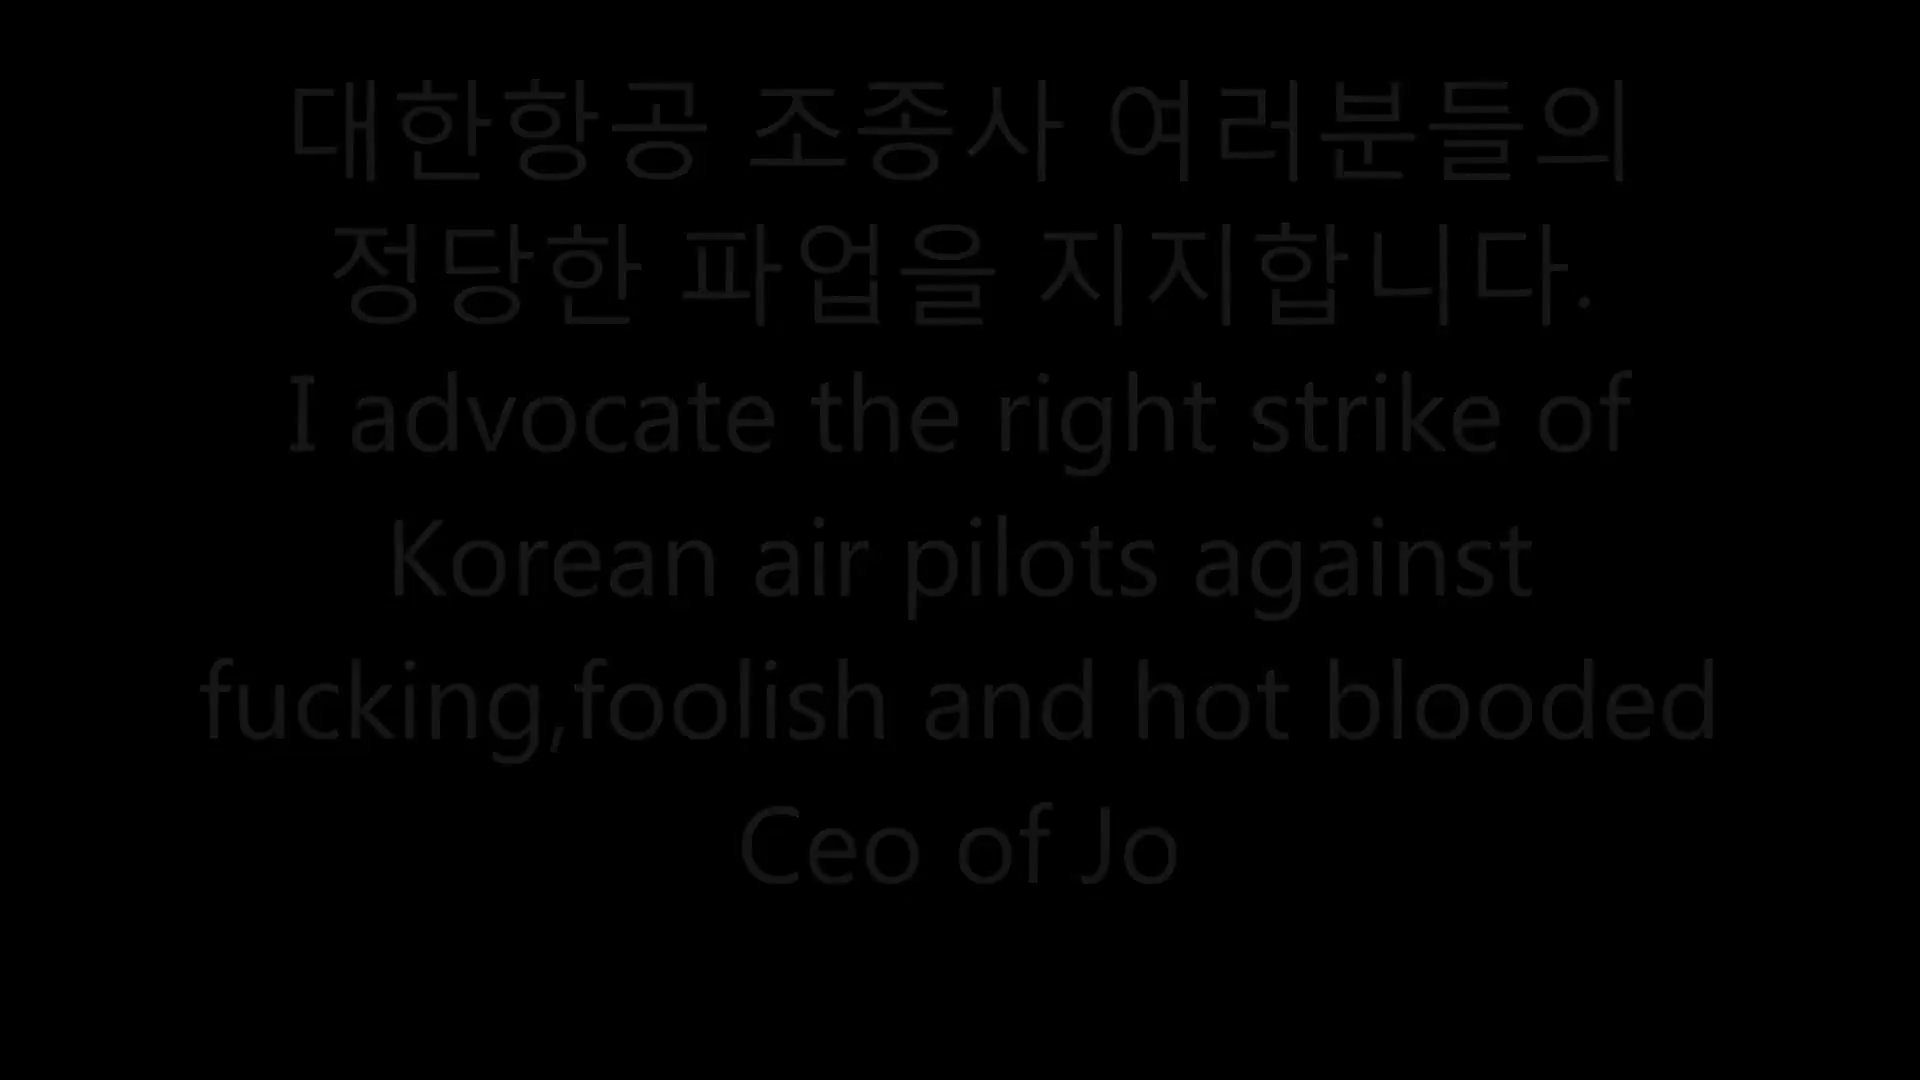 대한항공 조종사 여러분들의
정당한 파업을 지지합니다.
I advocate the right strike of
Korean air pilots against
fucking,foolish and hot blooded
Ceo of Jo